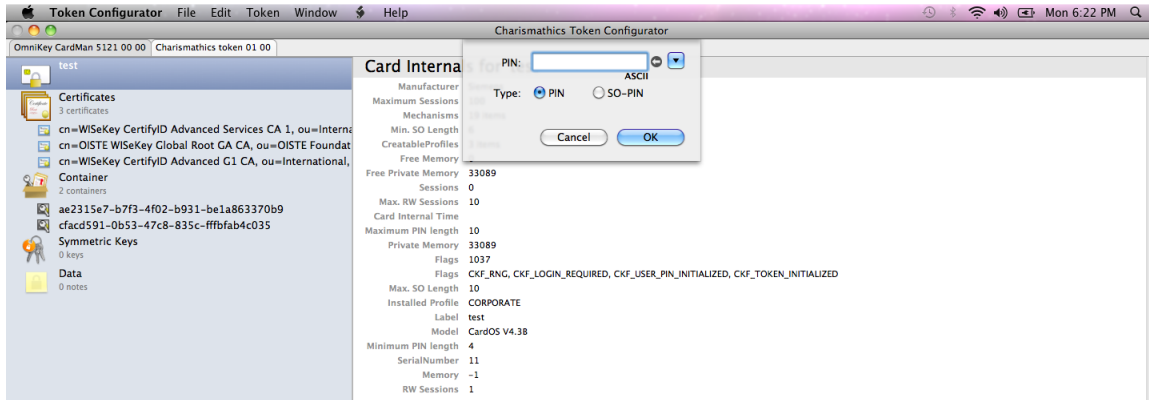 Token Configurator File Edit Token Window Help Mon 6:22 PM
Charismathics Token Configurator
OmniKey CardMan 5121 00 00 Charismathics token 01 00
test
Certificates
3 certificates
cn=WISeKey CertifyID Advanced Services CA 1, ou=Interna
cn=OISTE WISeKey Global Root GA CA, ou=OISTE Foundat
cn=WISeKey CertifyID Advanced G1 CA, ou=International,
Container
2 containers
ae2315e7-b7f3-4f02-b931-be1a863370b9
cfacd591-0b53-47c8-835c-fffbfab4c035
Symmetric Keys
0 keys
Data
0 notes
Card Internals for
PIN:
ASCII
Type: PIN SO-PIN
Cancel OK
Manufacturer
Maximum Sessions
Mechanisms
Min. SO Length
CreatableProfiles
Free Memory
Free Private Memory 33089
Sessions 0
Max. RW Sessions 10
Card Internal Time
Maximum PIN length 10
Private Memory 33089
Flags 1037
Flags CKF_RNG, CKF_LOGIN_REQUIRED, CKF_USER_PIN_INITIALIZED, CKF_TOKEN_INITIALIZED
Max. SO Length 10
Installed Profile CORPORATE
Label test
Model CardOS V4.3B
Minimum PIN length 4
SerialNumber 11
Memory -1
RW Sessions 1